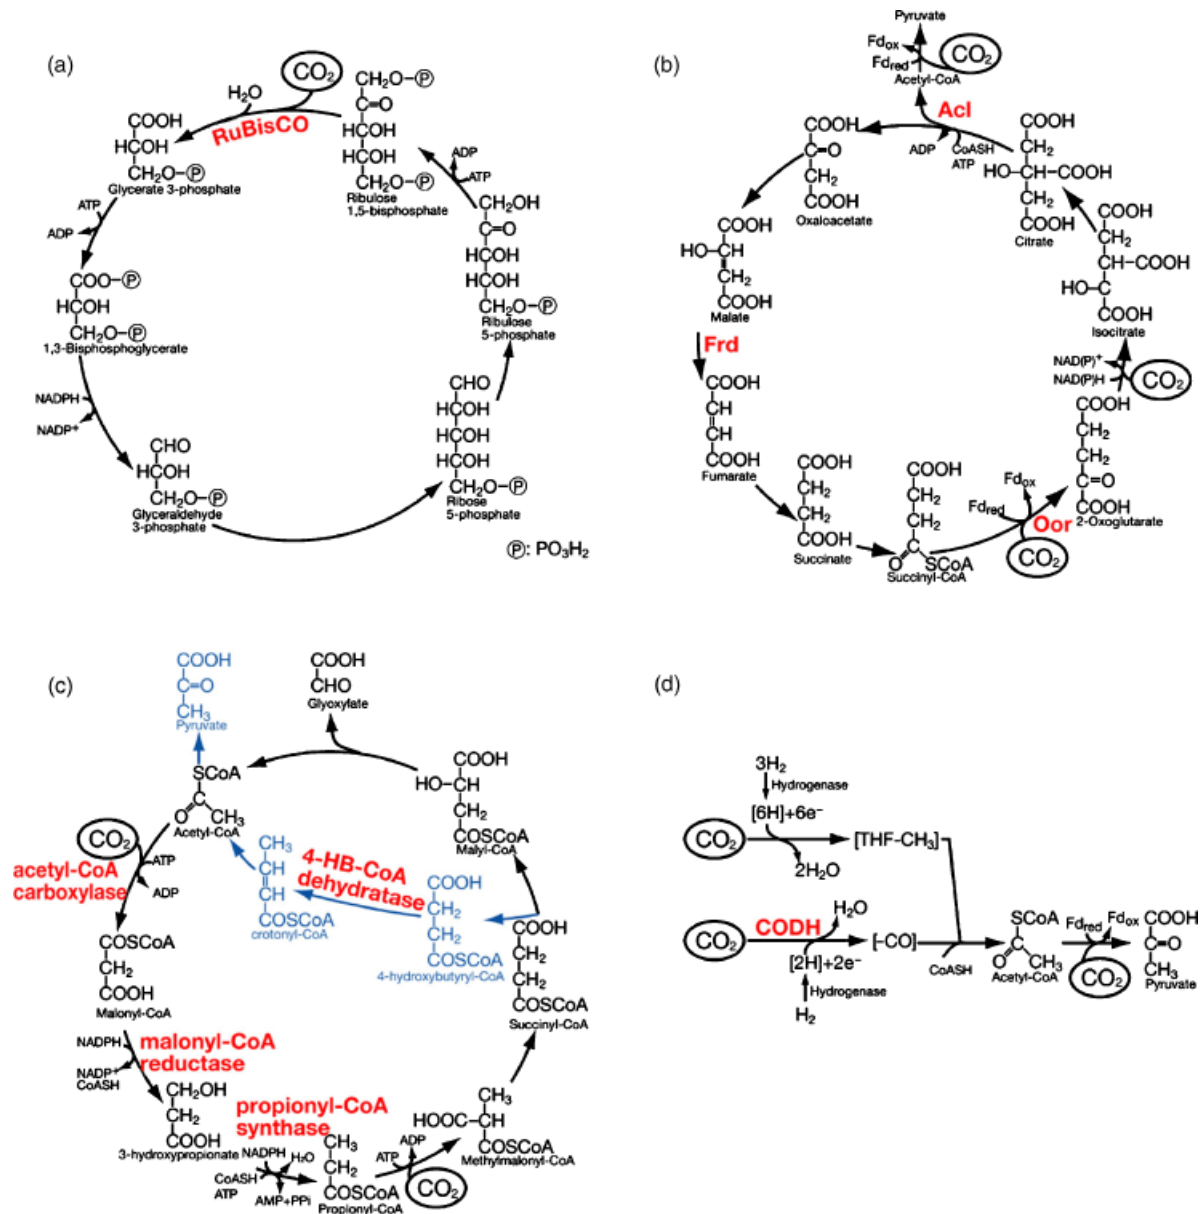 (a)
CO2
H2O
RuBisCO
CH2O-Ⓟ
C=O
HCOH
HCOH
CH2O-Ⓟ
Ribulose
1,5-bisphosphate
COOH
HCOH
CH2O-Ⓟ
Glycerate 3-phosphate
ATP
ADP
COO-Ⓟ
HCOH
CH2O-Ⓟ
1,3-Bisphosphoglycerate
NADPH
NADP+
CHO
HCOH
CH2O-Ⓟ
Glyceraldehyde
3-phosphate
CHO
HCOH
HCOH
HCOH
CH2O-Ⓟ
Ribose
5-phosphate
CH2OH
C=O
HCOH
HCOH
CH2O-Ⓟ
Ribulose
5-phosphate
ADP
ATP
Ⓟ: PO3H2
(b)
Pyruvate
Fdox
Fdred
CO2
Acetyl-CoA
Acl
ADP
CoASH
ATP
COOH
C=O
CH2
COOH
Oxaloacetate
COOH
HO-CH
CH2
COOH
Malate
Frd
COOH
CH
CH
COOH
Fumarate
COOH
CH2
CH2
COOH
Succinate
COOH
CH2
CH2
C
O
SCoA
Succinyl-CoA
Fdred
Fdox
Oor
CO2
COOH
CH2
CH2
C=O
COOH
2-Oxoglutarate
NAD(P)+
NAD(P)H
CO2
COOH
CH2
CH-COOH
HO-CH
COOH
Isocitrate
COOH
CH2
HO-C-COOH
CH2
COOH
Citrate
(c)
COOH
C=O
CH3
Pyruvate
COOH
CHO
Glyoxylate
SCoA
C
O
CH3
Acetyl-CoA
CO2
ATP
ADP
acetyl-CoA
carboxylase
COSCoA
CH2
COOH
Malonyl-CoA
NADPH
NADP+
CoASH
malonyl-CoA
reductase
CH2OH
CH2
COOH
3-hydroxypropionate
propionyl-CoA
synthase
NADPH
H2O
CoASH
ATP
AMP+PPi
CH3
CH2
COSCoA
Propionyl-CoA
ATP
ADP
CO2
CH3
HOOC-CH
COSCoA
Methylmalonyl-CoA
COOH
CH2
CH2
COSCoA
Succinyl-CoA
COOH
HO-CH
CH2
COSCoA
Malyl-CoA
4-HB-CoA
dehydratase
COOH
CH2
CH2
COSCoA
4-hydroxybutyryl-CoA
CH3
CH
CH
COSCoA
crotonyl-CoA
(d)
3H2
Hydrogenase
[6H]+6e-
CO2
[THF-CH3]
2H2O
CO2
CODH
H2O
[-CO]
[2H]+2e-
Hydrogenase
H2
CoASH
SCoA
C
O
CH3
Acetyl-CoA
Fdred
Fdox
CO2
COOH
C=O
CH3
Pyruvate